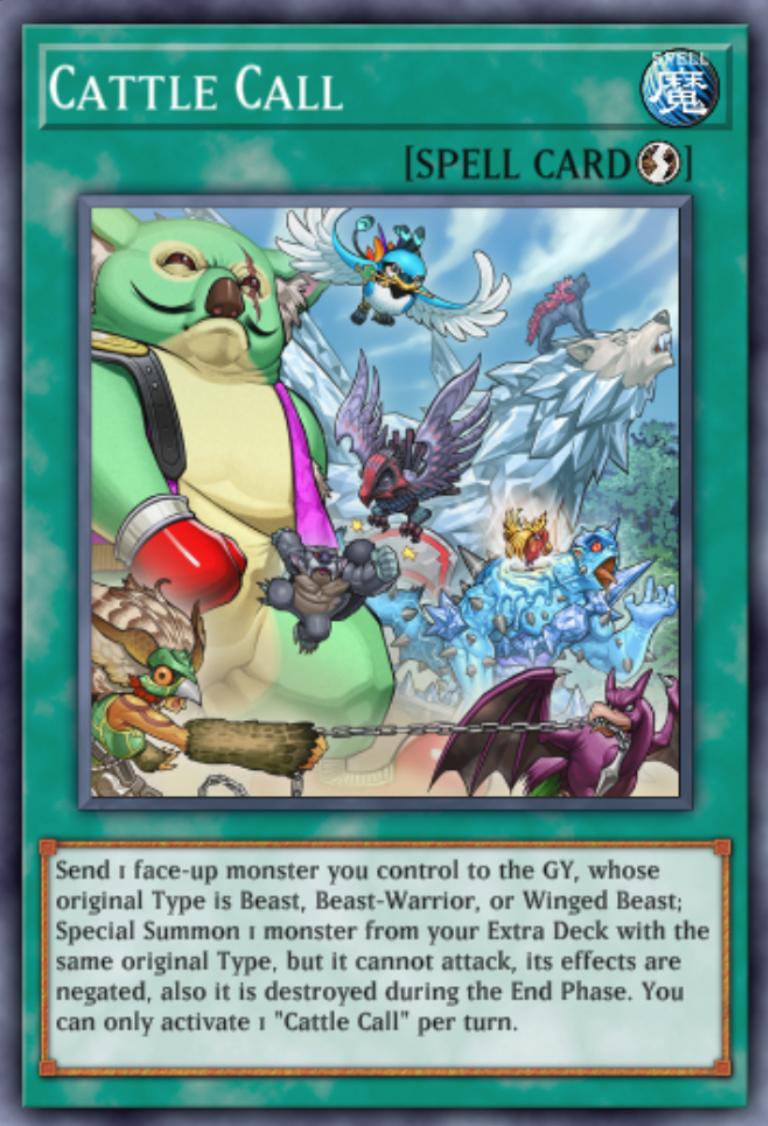 CATTLE CALL
SPELL
魔
[SPELL CARD]
Send 1 face-up monster you control to the GY, whose
original Type is Beast, Beast-Warrior, or Winged Beast;
Special Summon 1 monster from your Extra Deck with the
same original Type, but it cannot attack, its effects are
negated, also it is destroyed during the End Phase. You
can only activate 1 "Cattle Call" per turn.